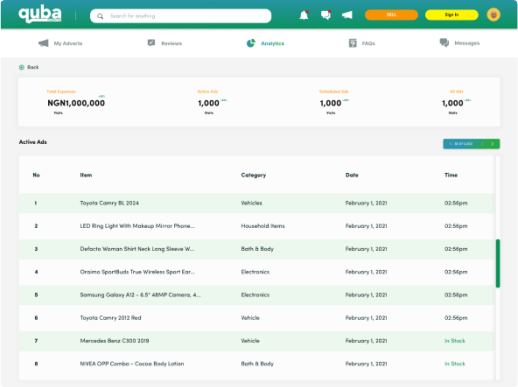 quba
Search for anything
Sign In
My Adverts
Reviews
Analytics
FAQs
Messages
Back
Total Expenses
NGN1,000,000
Visits
Active Ads
1,000
Visits
Scheduled Ads
1,000
Visits
All Ads
1,000
Visits
Active Ads
No Item Category Date Time
1 Toyota Camry BL 2024 Vehicles February 1, 2021 02:56pm
2 LED Ring Light With Makeup Mirror Phone... Household Items February 1, 2021 02:56pm
3 Defacto Woman Shirt Neck Long Sleeve W... Bath & Body February 1, 2021 02:56pm
4 Oraimo SportBuds True Wireless Sport Ear... Electronics February 1, 2021 02:56pm
5 Samsung Galaxy A12 - 6.5" 48MP Camera, 4... Electronics February 1, 2021 02:56pm
6 Toyota Camry 2012 Red Vehicle February 1, 2021 02:56pm
7 Mercedes Benz C300 2019 Vehicle February 1, 2021 In Stock
8 NIVEA OPP Combo - Cocoa Body Lotion Bath & Body February 1, 2021 In Stock